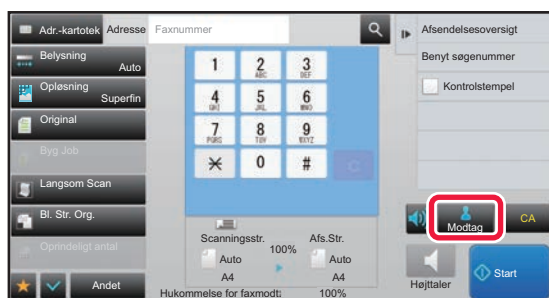 Adr.-kartotek Adresse Faxnummer
Afsendelsesoversigt
Belysning
Auto
Benyt søgenummer
Opløsning
Superfin
Kontrolstempel
Original
Byg Job
Langsom Scan
Bl. Str. Org.
Oprindeligt antal
Andet
1 2 3
ABC DEF
4 5 6
GHI JKL MNO
7 8 9
PQRS TUV WXYZ
0 #
C
Scanningsstr. Afs.Str.
100%
Auto Auto
A4 A4
Hukommelse for faxmodt: 100%
Modtag
CA
Højttaler
Start